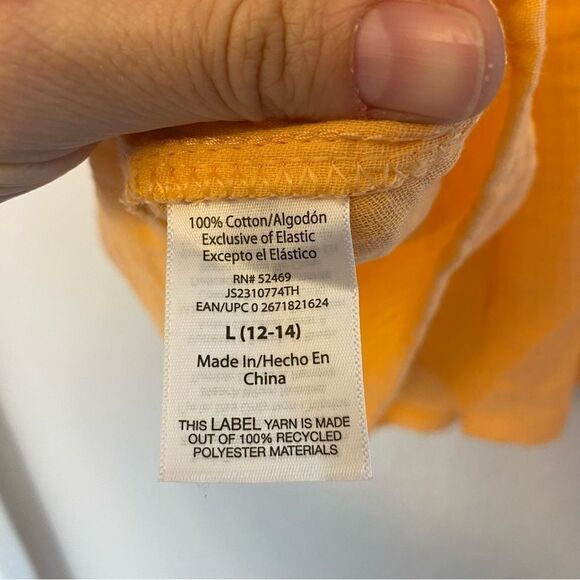 100% Cotton/Algodón
Exclusive of Elastic
Excepto el Elástico
RN# 52469
JS2310774TH
EAN/UPC 0 2671821624
L (12-14)
Made In/Hecho En
China
THIS LABEL YARN IS MADE
OUT OF 100% RECYCLED
POLYESTER MATERIALS